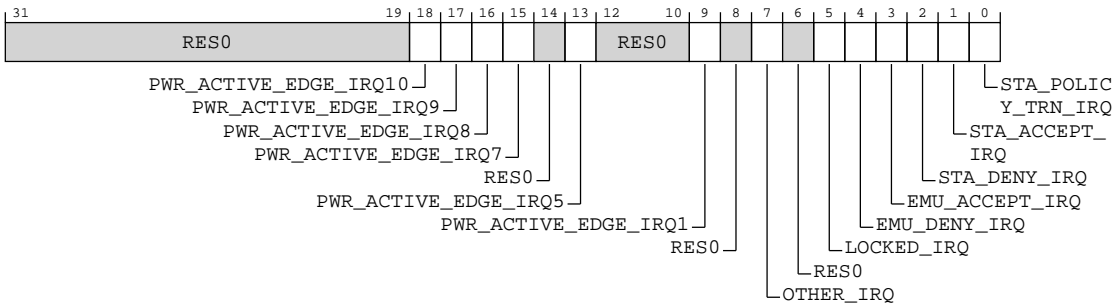 31 19 18 17 16 15 14 13 12 10 9 8 7 6 5 4 3 2 1 0
RES0 RES0
PWR_ACTIVE_EDGE_IRQ10 STA_POLIC
PWR_ACTIVE_EDGE_IRQ9 Y_TRN_IRQ
PWR_ACTIVE_EDGE_IRQ8 STA_ACCEPT_
PWR_ACTIVE_EDGE_IRQ7 IRQ
RES0 STA_DENY_IRQ
PWR_ACTIVE_EDGE_IRQ5 EMU_ACCEPT_IRQ
PWR_ACTIVE_EDGE_IRQ1 EMU_DENY_IRQ
RES0 LOCKED_IRQ
RES0
OTHER_IRQ